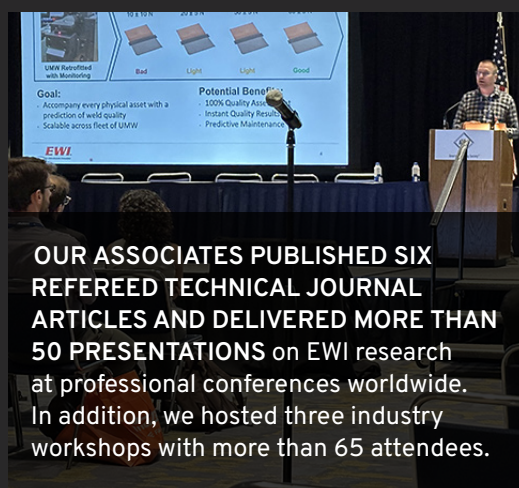 UMW Retrofitted
with Monitoring
Bad
Light
Light
Good
Goal:
Accompany every physical asset with a
prediction of weld quality
Scalable across fleet of UMW
Potential
100% Quality
Instant Quality
Predictive Maintenance
EWI
OUR ASSOCIATES PUBLISHED SIX
REFEREED TECHNICAL JOURNAL
ARTICLES AND DELIVERED MORE THAN
50 PRESENTATIONS on EWI research
at professional conferences worldwide.
In addition, we hosted three industry
workshops with more than 65 attendees.